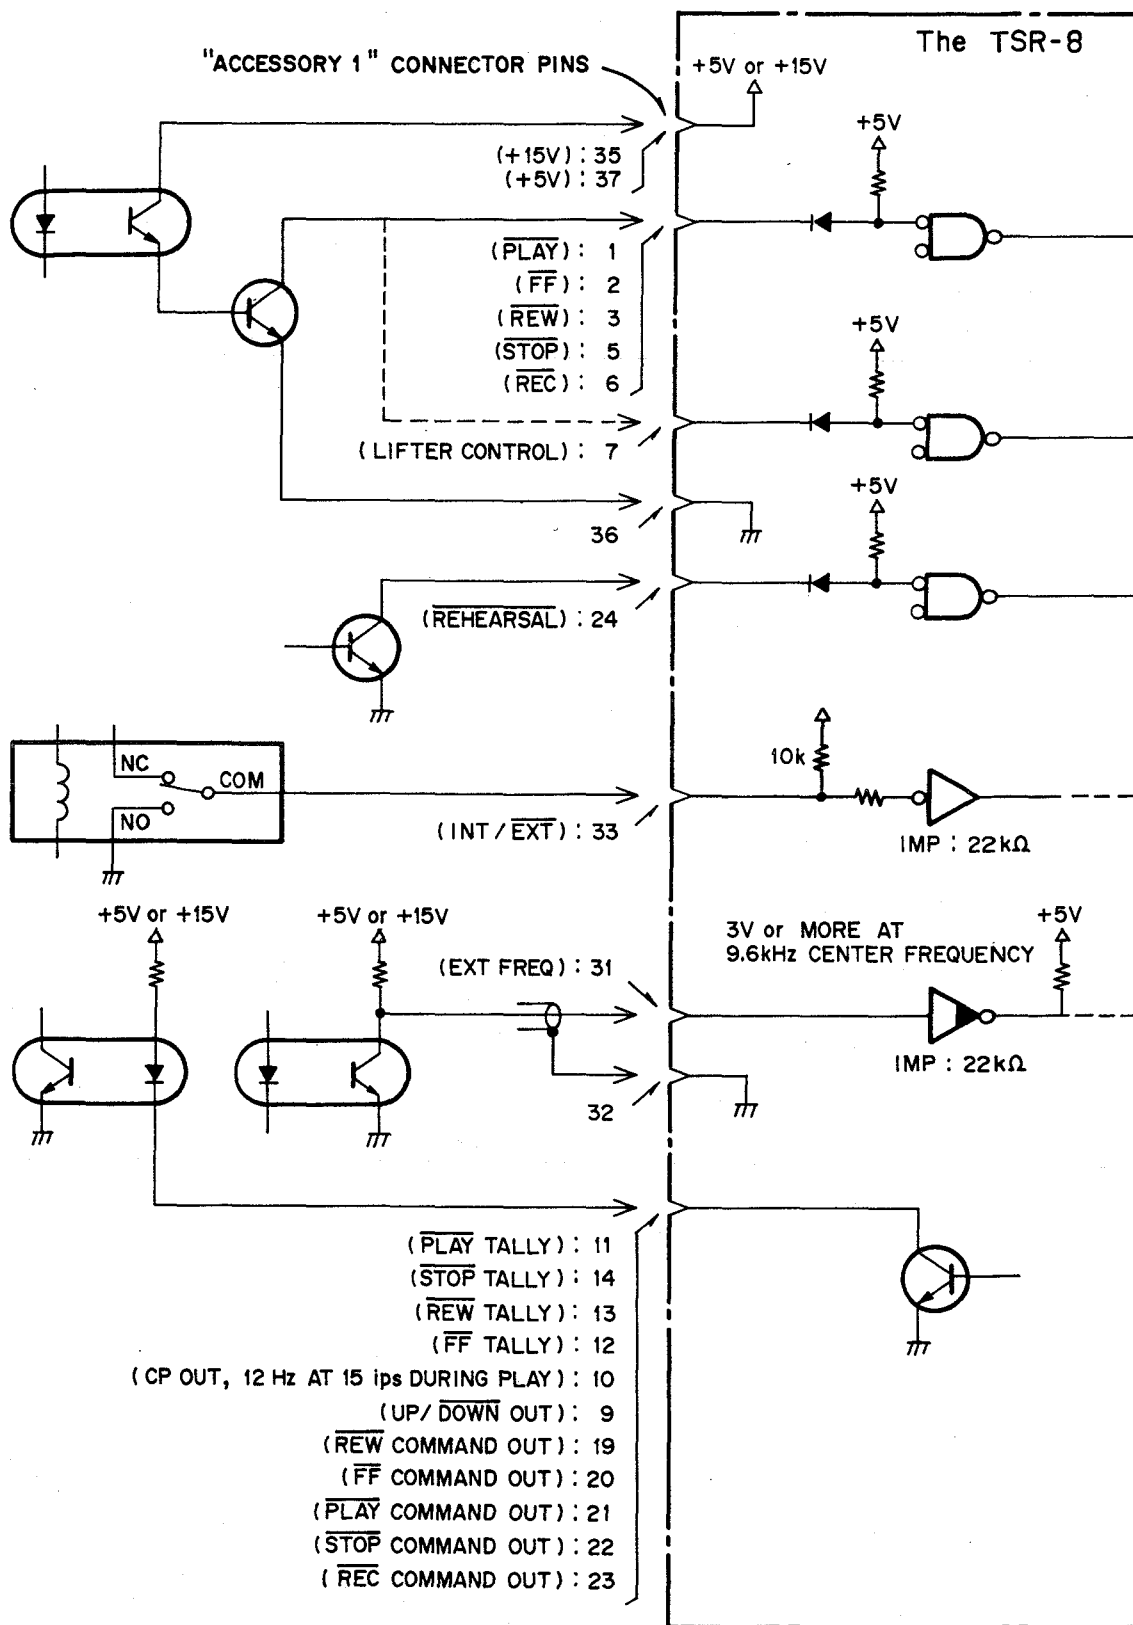 The TSR-8
"ACCESSORY 1" CONNECTOR PINS
+5V or +15V
+5V
(+15V) : 35
(+5V) : 37
(PLAY) : 1
(FF) : 2
(REW) : 3
(STOP) : 5
(REC) : 6
+5V
(LIFTER CONTROL) : 7
+5V
36
(REHEARSAL) : 24
NC
COM
NO
10k
(INT/EXT) : 33
IMP : 22kΩ
+5V or +15V
+5V or +15V
+5V
3V or MORE AT
9.6kHz CENTER FREQUENCY
(EXT FREQ) : 31
IMP : 22kΩ
32
(PLAY TALLY) : 11
(STOP TALLY) : 14
(REW TALLY) : 13
(FF TALLY) : 12
(CP OUT, 12 Hz AT 15 ips DURING PLAY) : 10
(UP/DOWN OUT) : 9
(REW COMMAND OUT) : 19
(FF COMMAND OUT) : 20
(PLAY COMMAND OUT) : 21
(STOP COMMAND OUT) : 22
(REC COMMAND OUT) : 23